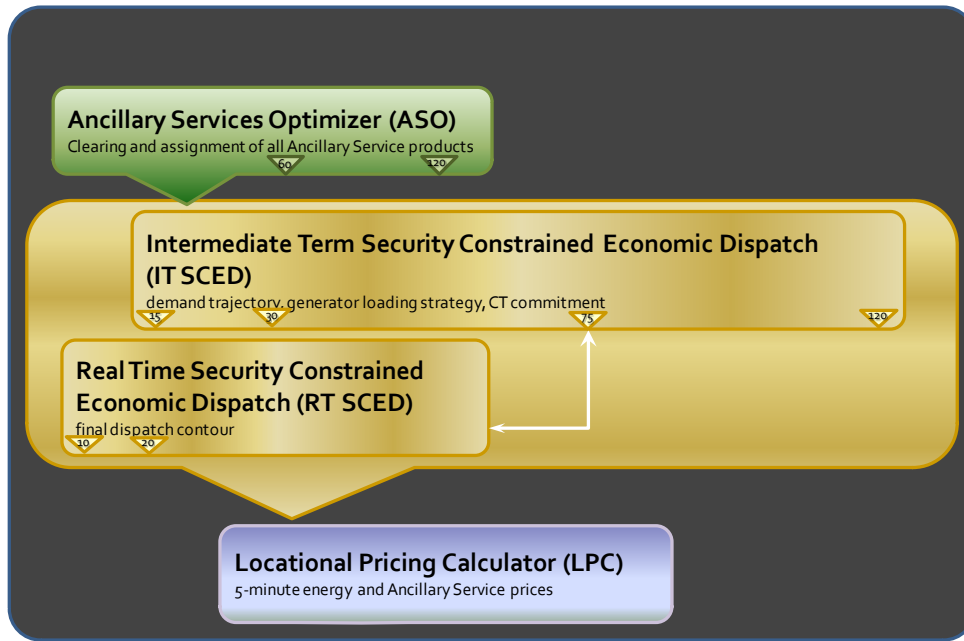 Ancillary Services Optimizer (ASO)
Clearing and assignment of all Ancillary Service products
60 120
Intermediate Term Security Constrained Economic Dispatch
(IT SCED)
demand trajectory, generator loading strategy, CT commitment
15 30 75 120
Real Time Security Constrained
Economic Dispatch (RT SCED)
final dispatch contour
10 20
Locational Pricing Calculator (LPC)
5-minute energy and Ancillary Service prices